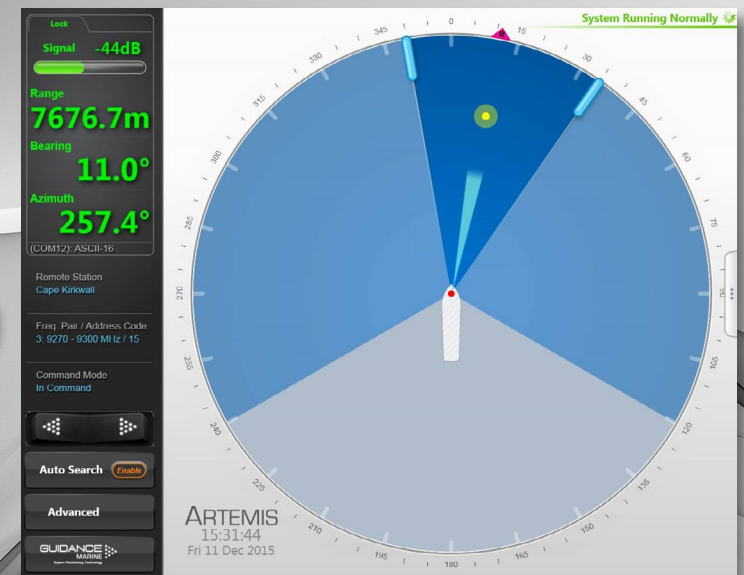 Lock
System Running Normally
Signal -44dB
Range
7676.7m
Bearing
11.0°
Azimuth
257.4°
(COM12): ASCII-16
Remote Station
Cape Kirkwall
Freq. Pair / Address Code
3: 9270 - 9300 MHz / 15
Command Mode
In Command
Auto Search Enable
Advanced
GUIDANCE
MARINE
Expert Positioning Technology
ARTEMIS
15:31:44
Fri 11 Dec 2015
0
15
30
45
60
75
90
105
120
135
150
165
180
195
210
225
240
255
270
285
300
315
330
345